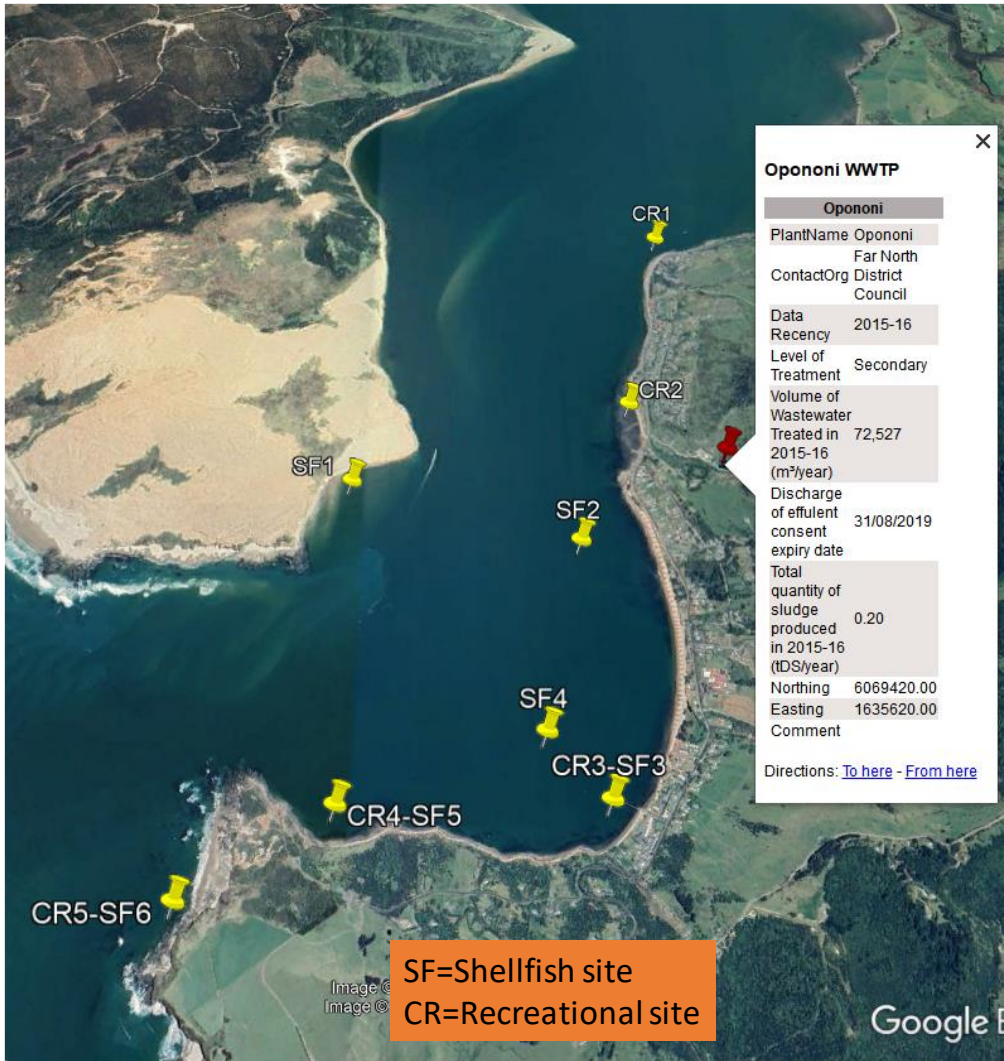 CR1
Opononi WWTP
Opononi
PlantName Opononi
ContactOrg Far North
District
Council
Data
Recency 2015-16
Level of
Treatment Secondary
Volume of
Wastewater
Treated in
2015-16
(m³/year) 72,527
Discharge
of effulent
consent
expiry date 31/08/2019
Total
quantity of
sludge
produced
in 2015-16
(tDS/year) 0.20
Northing 6069420.00
Easting 1635620.00
Comment
Directions: To here - From here
CR2
SF1
SF2
SF4
CR3-SF3
CR4-SF5
CR5-SF6
SF=Shellfish site
CR=Recreational site
Image ©
Image ©
Google